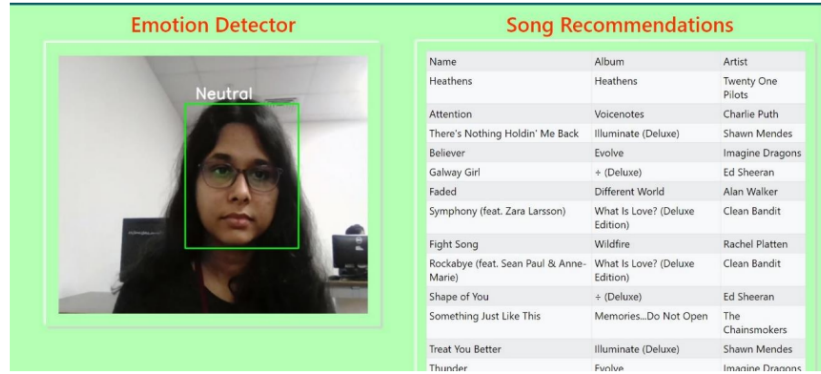 Emotion Detector
Song Recommendations
Neutral
Name Album Artist
Heathens Heathens Twenty One
Pilots
Attention Voicenotes Charlie Puth
There's Nothing Holdin' Me Back Illuminate (Deluxe) Shawn Mendes
Believer Evolve Imagine Dragons
Galway Girl ÷ (Deluxe) Ed Sheeran
Faded Different World Alan Walker
Symphony (feat. Zara Larsson) What Is Love? (Deluxe Clean Bandit
Edition)
Fight Song Wildfire Rachel Platten
Rockabye (feat. Sean Paul & Anne- What Is Love? (Deluxe Clean Bandit
Marie) Edition)
Shape of You ÷ (Deluxe) Ed Sheeran
Something Just Like This Memories...Do Not Open The
Chainsmokers
Treat You Better Illuminate (Deluxe) Shawn Mendes
Thunder Evolve Imagine Dragons